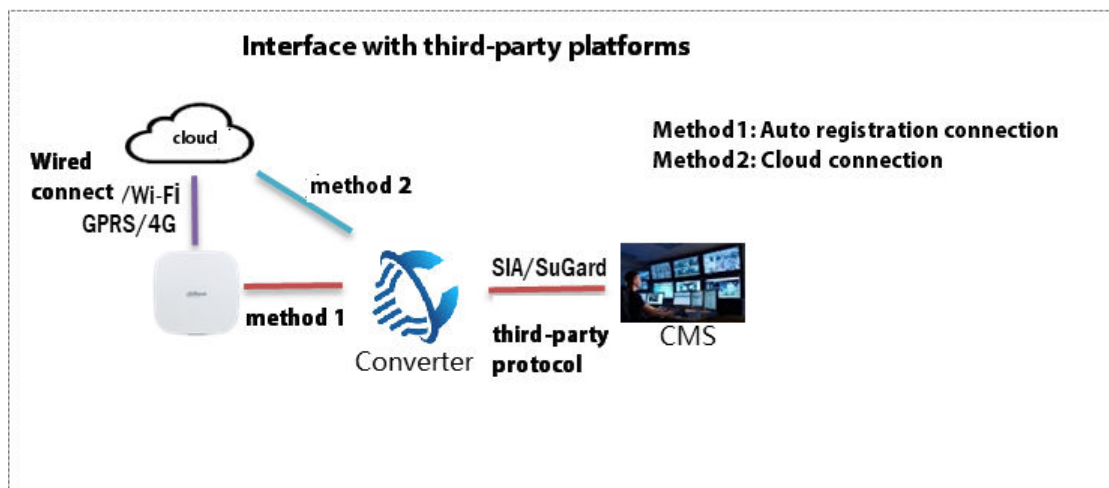 Interface with third-party platforms
cloud
Method1: Auto registration connection
Method2: Cloud connection
Wired
connect /Wi-Fi
GPRS/4G
method 2
method 1
Converter
SIA/SuGard
third-party
protocol
CMS